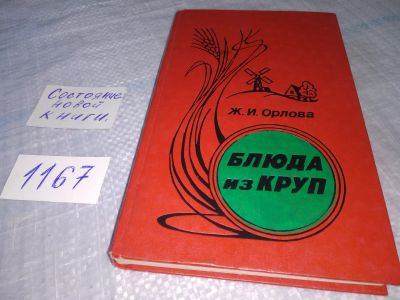 Состояние
новой
книги.
1167
Ж.И. Орлова
БЛЮДА
из КРУП